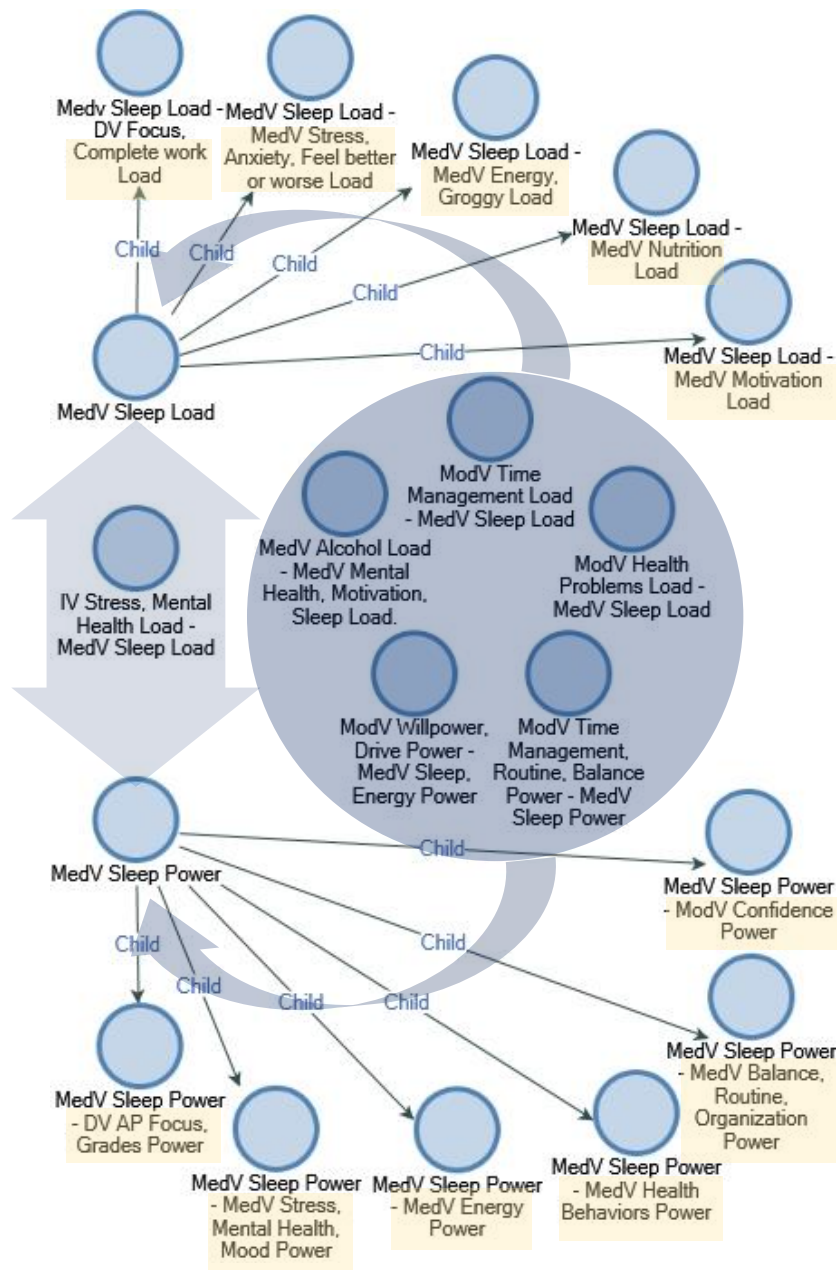 Medv Sleep Load -
DV Focus,
Complete work
Load
MedV Sleep Load -
MedV Stress,
Anxiety, Feel better
or worse Load
MedV Sleep Load -
MedV Energy,
Groggy Load
MedV Sleep Load -
MedV Nutrition
Load
MedV Sleep Load -
MedV Motivation
Load
Child
Child
Child
Child
Child
MedV Sleep Load
ModV Time
Management Load
- MedV Sleep Load
MedV Alcohol Load
- MedV Mental
Health, Motivation,
Sleep Load.
ModV Health
Problems Load -
MedV Sleep Load
IV Stress, Mental
Health Load -
MedV Sleep Load
ModV Willpower,
Drive Power -
MedV Sleep,
Energy Power
ModV Time
Management,
Routine, Balance
Power - MedV
Sleep Power
MedV Sleep Power
Child
Child
Child
Child
Child
Child
MedV Sleep Power
- ModV Confidence
Power
MedV Sleep Power
- MedV Balance,
Routine,
Organization
Power
MedV Sleep Power
- DV AP Focus,
Grades Power
MedV Sleep Power
- MedV Stress,
Mental Health,
Mood Power
MedV Sleep Power
- MedV Energy
Power
MedV Sleep Power
- MedV Health
Behaviors Power